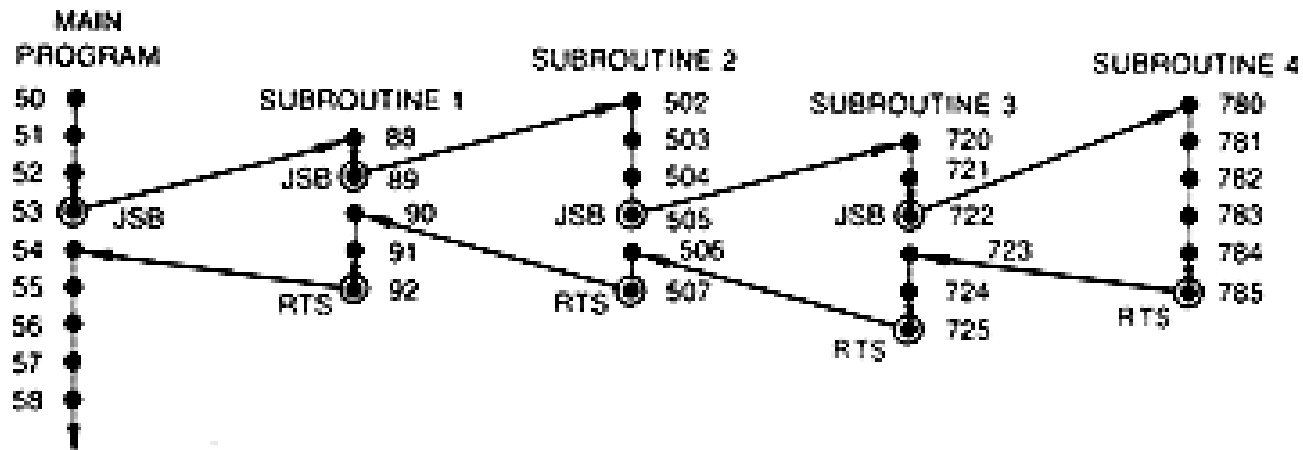 MAIN
PROGRAM
50
51
52
53
JSB
54
55
56
57
58
SUBROUTINE 1
88
JSB
89
90
91
RTS
92
SUBROUTINE 2
502
503
504
JSB
505
506
RTS
507
SUBROUTINE 3
720
721
JSB
722
723
724
RTS
725
SUBROUTINE 4
780
781
782
783
784
785
RTS